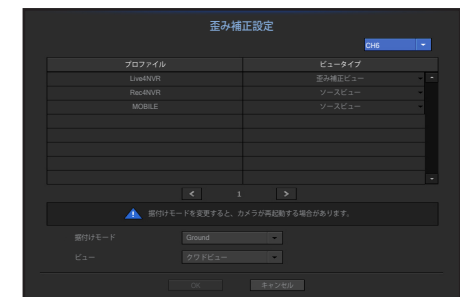 歪み補正設定
CH6
プロファイル ビュータイプ
Live4NVR 歪み補正ビュー
Rec4NVR ソースビュー
MOBILE ソースビュー
< 1 >
据付けモードを変更すると、カメラが再起動する場合があります。
据付けモード Ground
ビュー クワドビュー
OK キャンセル